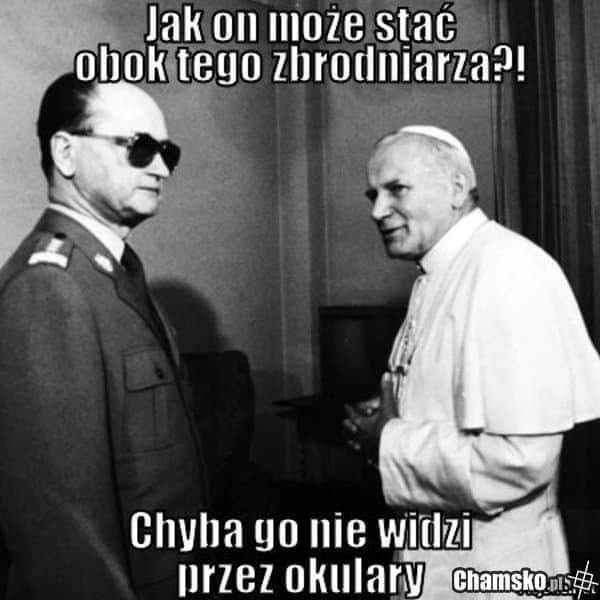 Jak on może stać
obok tego zbrodniarza?!
Chyba go nie widzi
przez okulary
Chamsko.pl